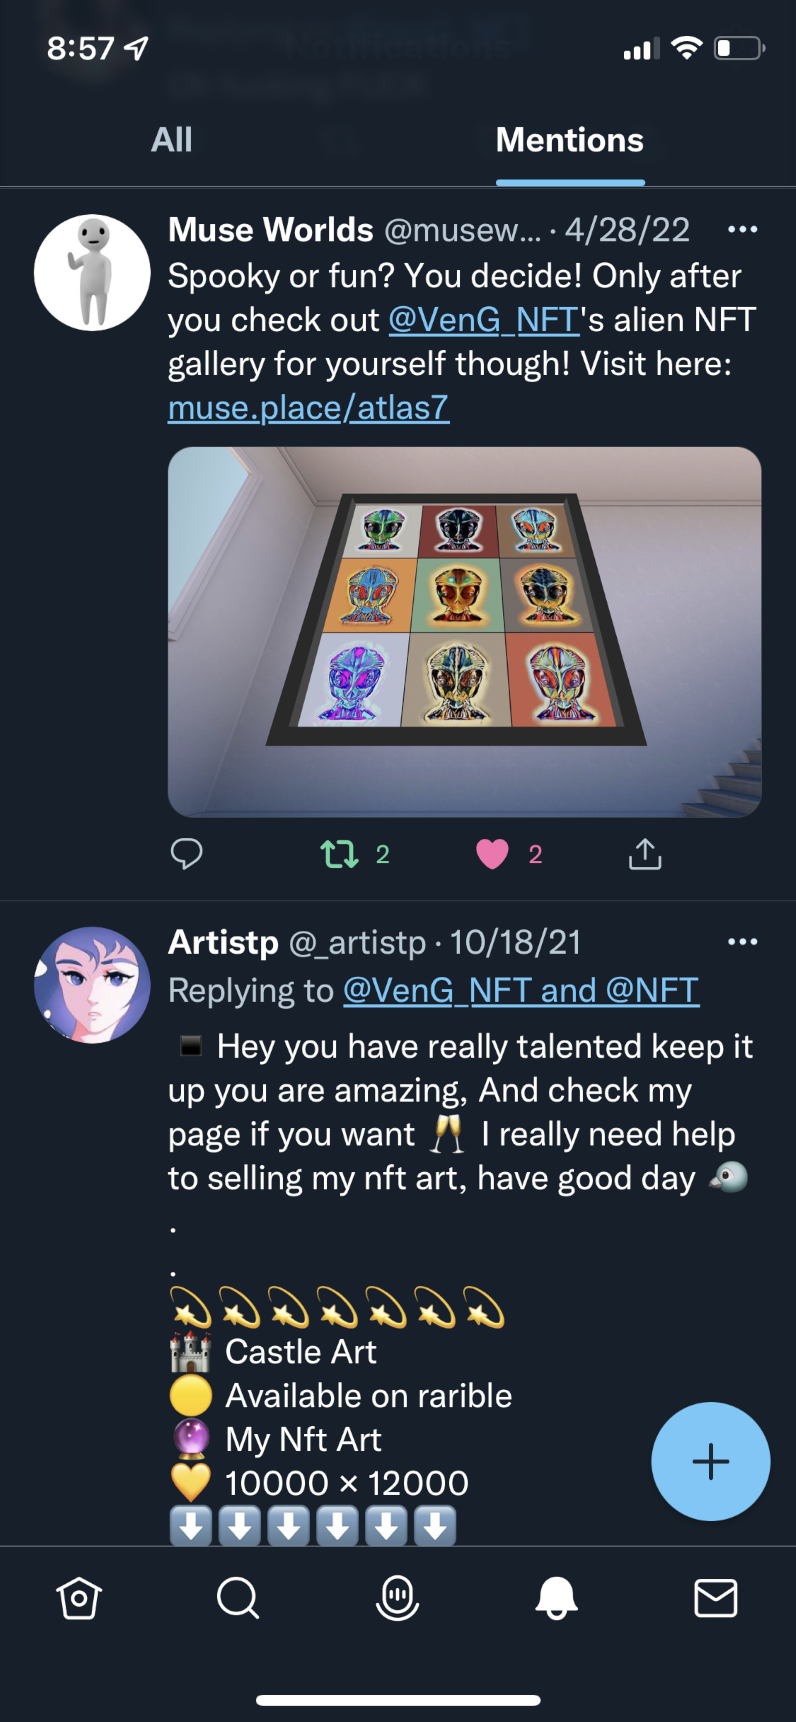 8:57
Notifications
All
Mentions
Muse Worlds @musew... · 4/28/22
Spooky or fun? You decide! Only after
you check out @VenG_NFT's alien NFT
gallery for yourself though! Visit here:
muse.place/atlas7
2 2
Artistp @_artistp · 10/18/21
Replying to @VenG_NFT and @NFT
Hey you have really talented keep it
up you are amazing, And check my
page if you want 🥂 I really need help
to selling my nft art, have good day
.
.
💫💫💫💫💫💫💫
🏰 Castle Art
🟡 Available on rarible
🔮 My Nft Art
💛 10000 × 12000
⬇️⬇️⬇️⬇️⬇️⬇️